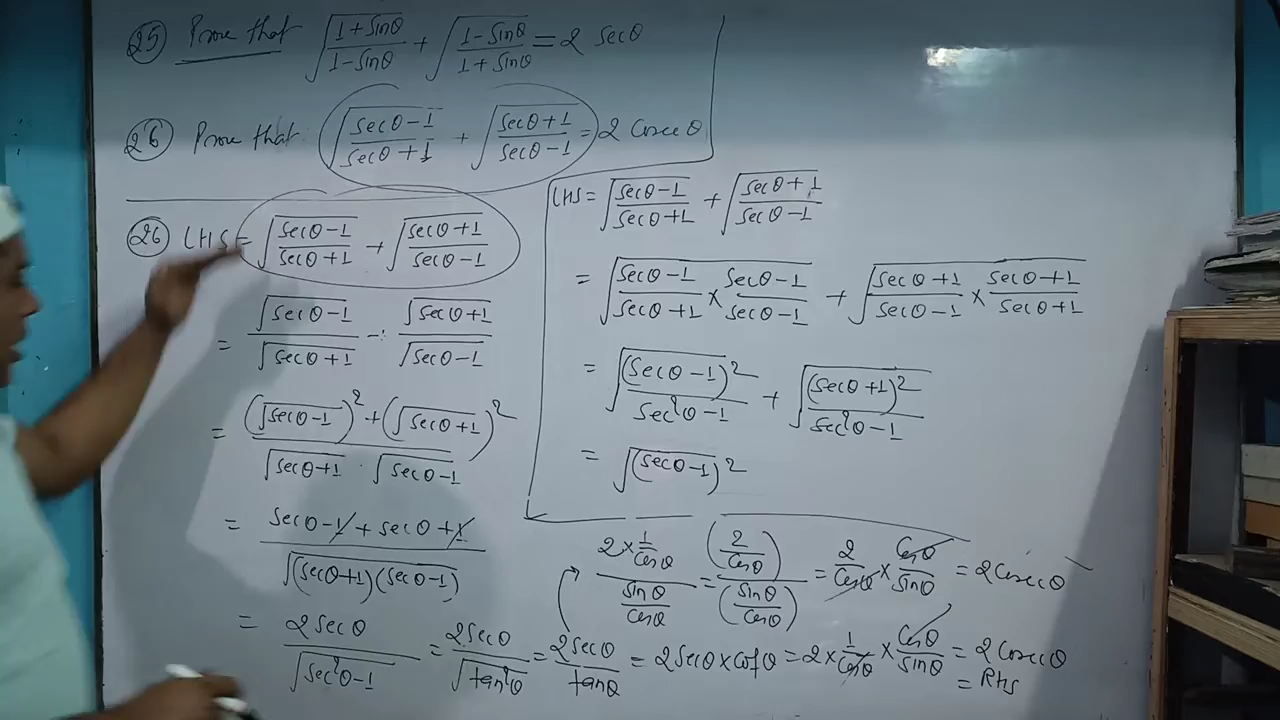 25) Prove that √((1+sinθ)/(1-sinθ)) + √((1-sinθ)/(1+sinθ)) = 2 secθ
26) Prove that √((secθ-1)/(secθ+1)) + √((secθ+1)/(secθ-1)) = 2 Cosecθ
26) LHS = √((secθ-1)/(secθ+1)) + √((secθ+1)/(secθ-1))
= √(secθ-1)/√(secθ+1) + √(secθ+1)/√(secθ-1)
= ((√(secθ-1))² + (√(secθ+1))²)/(√(secθ+1) · √(secθ-1))
= (secθ-1+secθ+1)/√((secθ+1)(secθ-1))
= 2secθ/√(sec²θ-1) = 2secθ/√(tan²θ) = 2secθ/tanθ = 2secθ×cotθ = 2×1/cosθ × cosθ/sinθ = 2cosecθ
= RHS
(2×1/cosθ)/(sinθ/cosθ) = (2/cosθ)/(sinθ/cosθ) = 2/cosθ × cosθ/sinθ = 2cosecθ
LHS = √((secθ-1)/(secθ+1)) + √((secθ+1)/(secθ-1))
= √((secθ-1)/(secθ+1) × (secθ-1)/(secθ-1)) + √((secθ+1)/(secθ-1) × (secθ+1)/(secθ+1))
= √((secθ-1)²/(sec²θ-1)) + √((secθ+1)²/(sec²θ-1))
= √(secθ-1)²